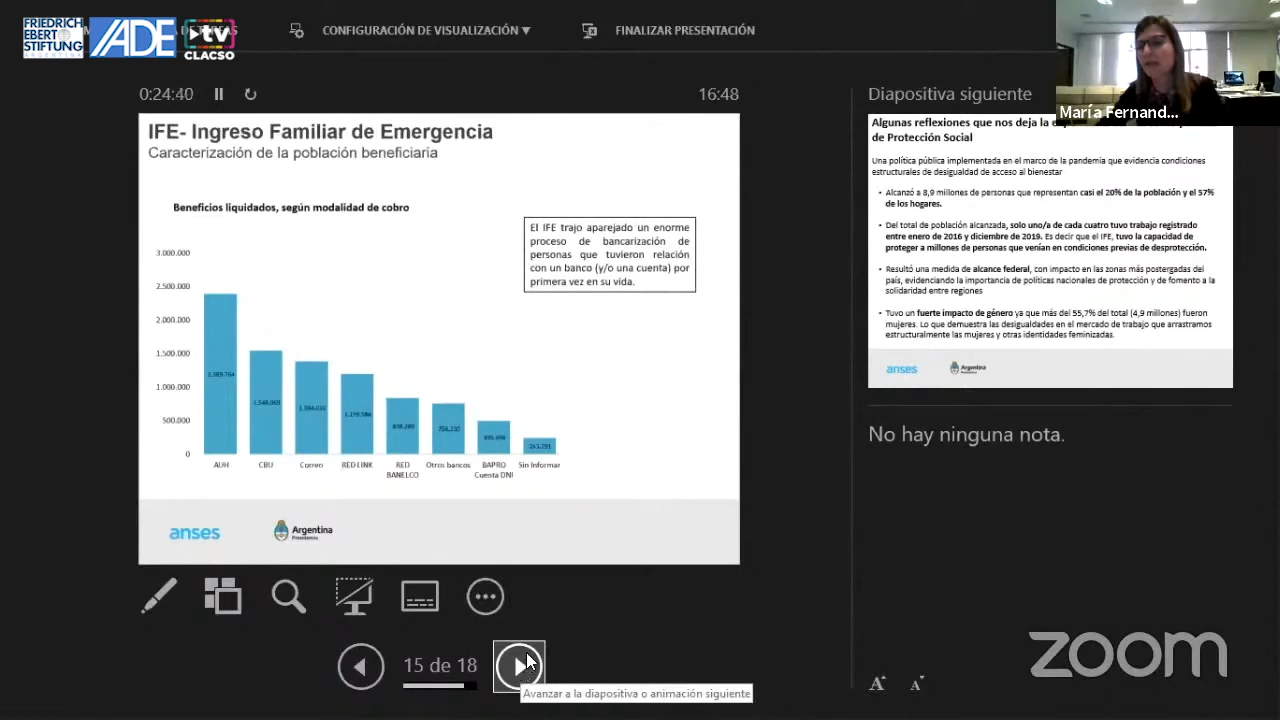 FRIEDRICH
EBERT
STIFTUNG
ADE
tv
CLACSO
CONFIGURACIÓN DE VISUALIZACIÓN ▼
FINALIZAR PRESENTACIÓN
María Fernand...
0:24:40
16:48
IFE- Ingreso Familiar de Emergencia
Caracterización de la población beneficiaria
Beneficios liquidados, según modalidad de cobro
El IFE trajo aparejado un enorme
proceso de bancarización de
personas que tuvieron relación
con un banco (y/o una cuenta) por
primera vez en su vida.
3.000.000
2.500.000
2.000.000
1.500.000
1.000.000
500.000
0
AUH
CBU
Correo
RED LINK
RED
BANELCO
Otros bancos
BAPRO
Cuenta DNI
Sin Informar
anses
Argentina
Presidencia
Diapositiva siguiente
Algunas reflexiones que nos deja la
de Protección Social
Una política pública implementada en el marco de la pandemia que evidencia condiciones
estructurales de desigualdad de acceso al bienestar
• Alcanzó a 8,9 millones de personas que representan casi el 20% de la población y el 57%
de los hogares.
• Del total de población alcanzada, solo uno/a de cada cuatro tuvo trabajo registrado
entre enero de 2016 y diciembre de 2019. Es decir que el IFE, tuvo la capacidad de
proteger a millones de personas que venían en condiciones previas de desprotección.
• Resultó una medida de alcance federal, con impacto en las zonas más postergadas del
país, evidenciando la importancia de políticas nacionales de protección y de fomento a la
solidaridad entre regiones
• Tuvo un fuerte impacto de género ya que más del 55,7% del total (4,9 millones) fueron
mujeres. Lo que demuestra las desigualdades en el mercado de trabajo que arrastramos
estructuralmente las mujeres y otras identidades feminizadas.
anses
Argentina
Presidencia
No hay ninguna nota.
15 de 18
Avanzar a la diapositiva o animación siguiente
A A
zoom